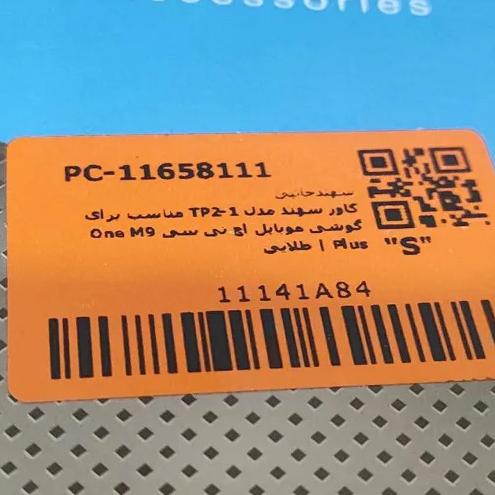 ccessories
PC-11658111
سهندجانبی
کاور سهند مدل TP2-1 مناسب برای
گوشی موبایل اچ تی سی One M9
Plus | طلایی
"S"
11141A84